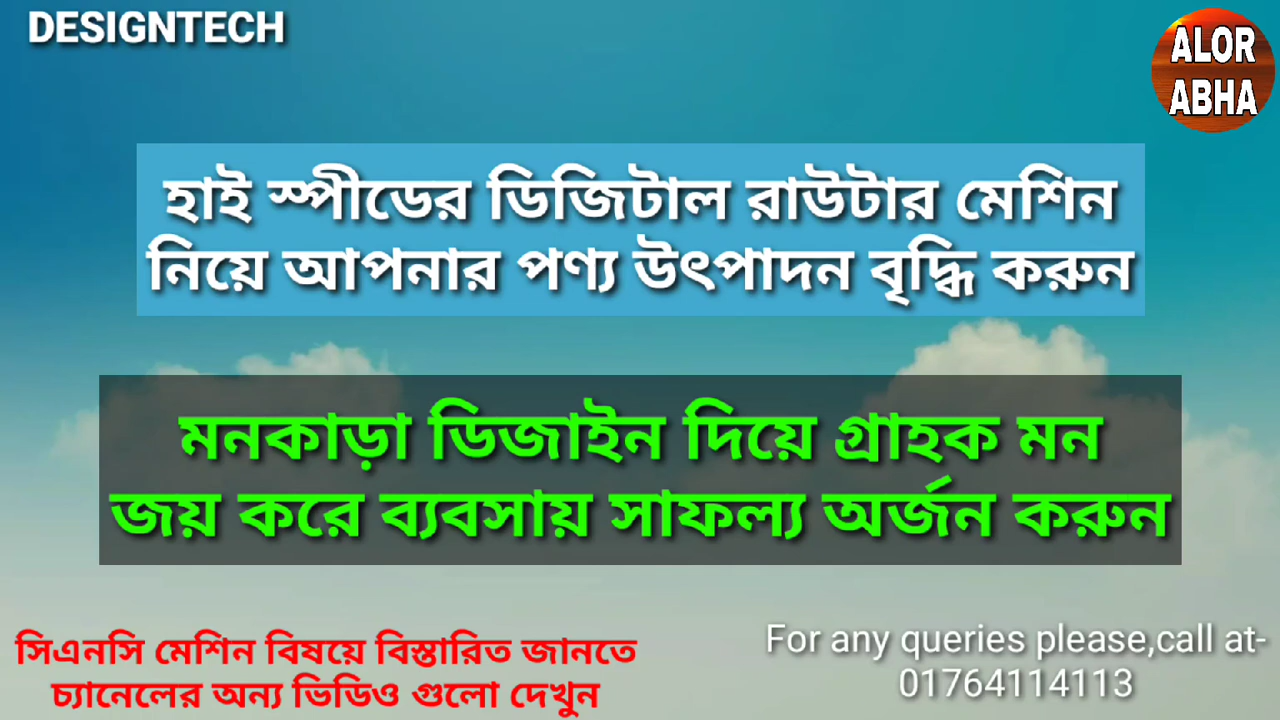 DESIGNTECH
ALOR
ABHA
হাই স্পীডের ডিজিটাল রাউটার মেশিন
নিয়ে আপনার পণ্য উৎপাদন বৃদ্ধি করুন
মনকাড়া ডিজাইন দিয়ে গ্রাহক মন
জয় করে ব্যবসায় সাফল্য অর্জন করুন
সিএনসি মেশিন বিষয়ে বিস্তারিত জানতে
চ্যানেলের অন্য ভিডিও গুলো দেখুন
For any queries please,call at-
01764114113